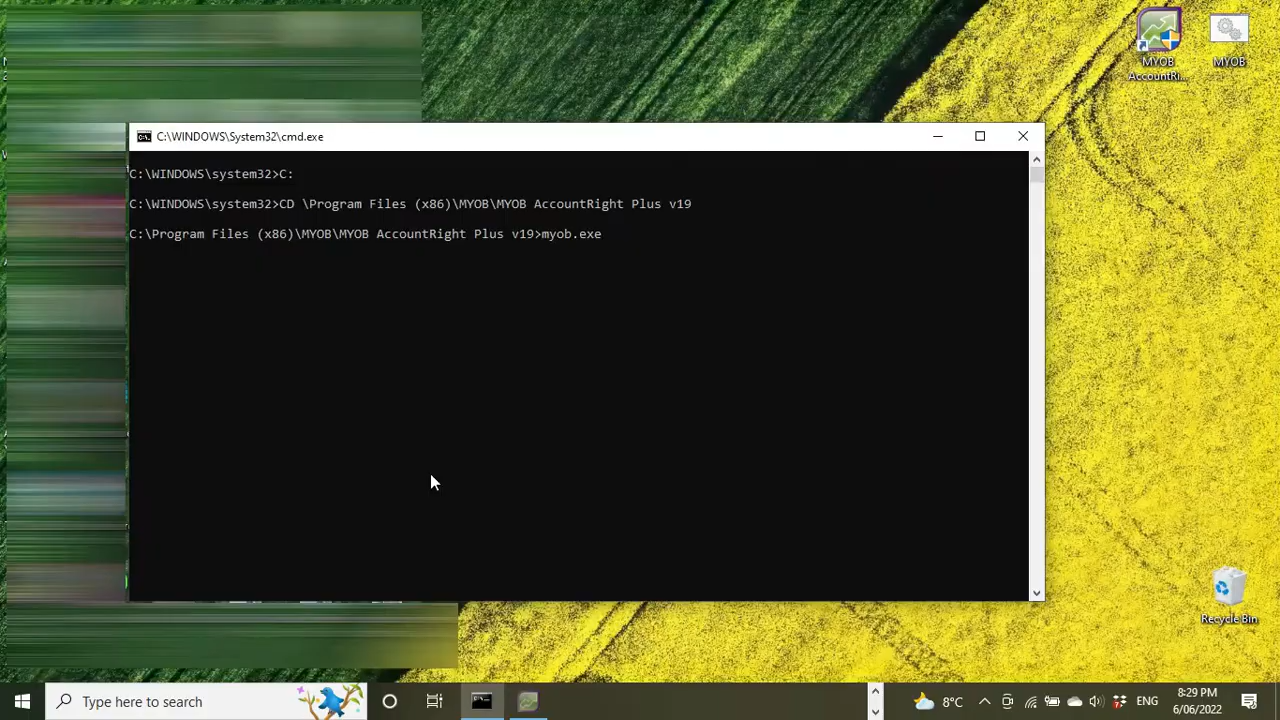 MYOB
AccountRi...
MYOB
C:\WINDOWS\System32\cmd.exe
C:\WINDOWS\system32>C:
C:\WINDOWS\system32>CD \Program Files (x86)\MYOB\MYOB AccountRight Plus v19
C:\Program Files (x86)\MYOB\MYOB AccountRight Plus v19>myob.exe
Recycle Bin
Type here to search
8°C
ENG
8:29 PM
6/06/2022